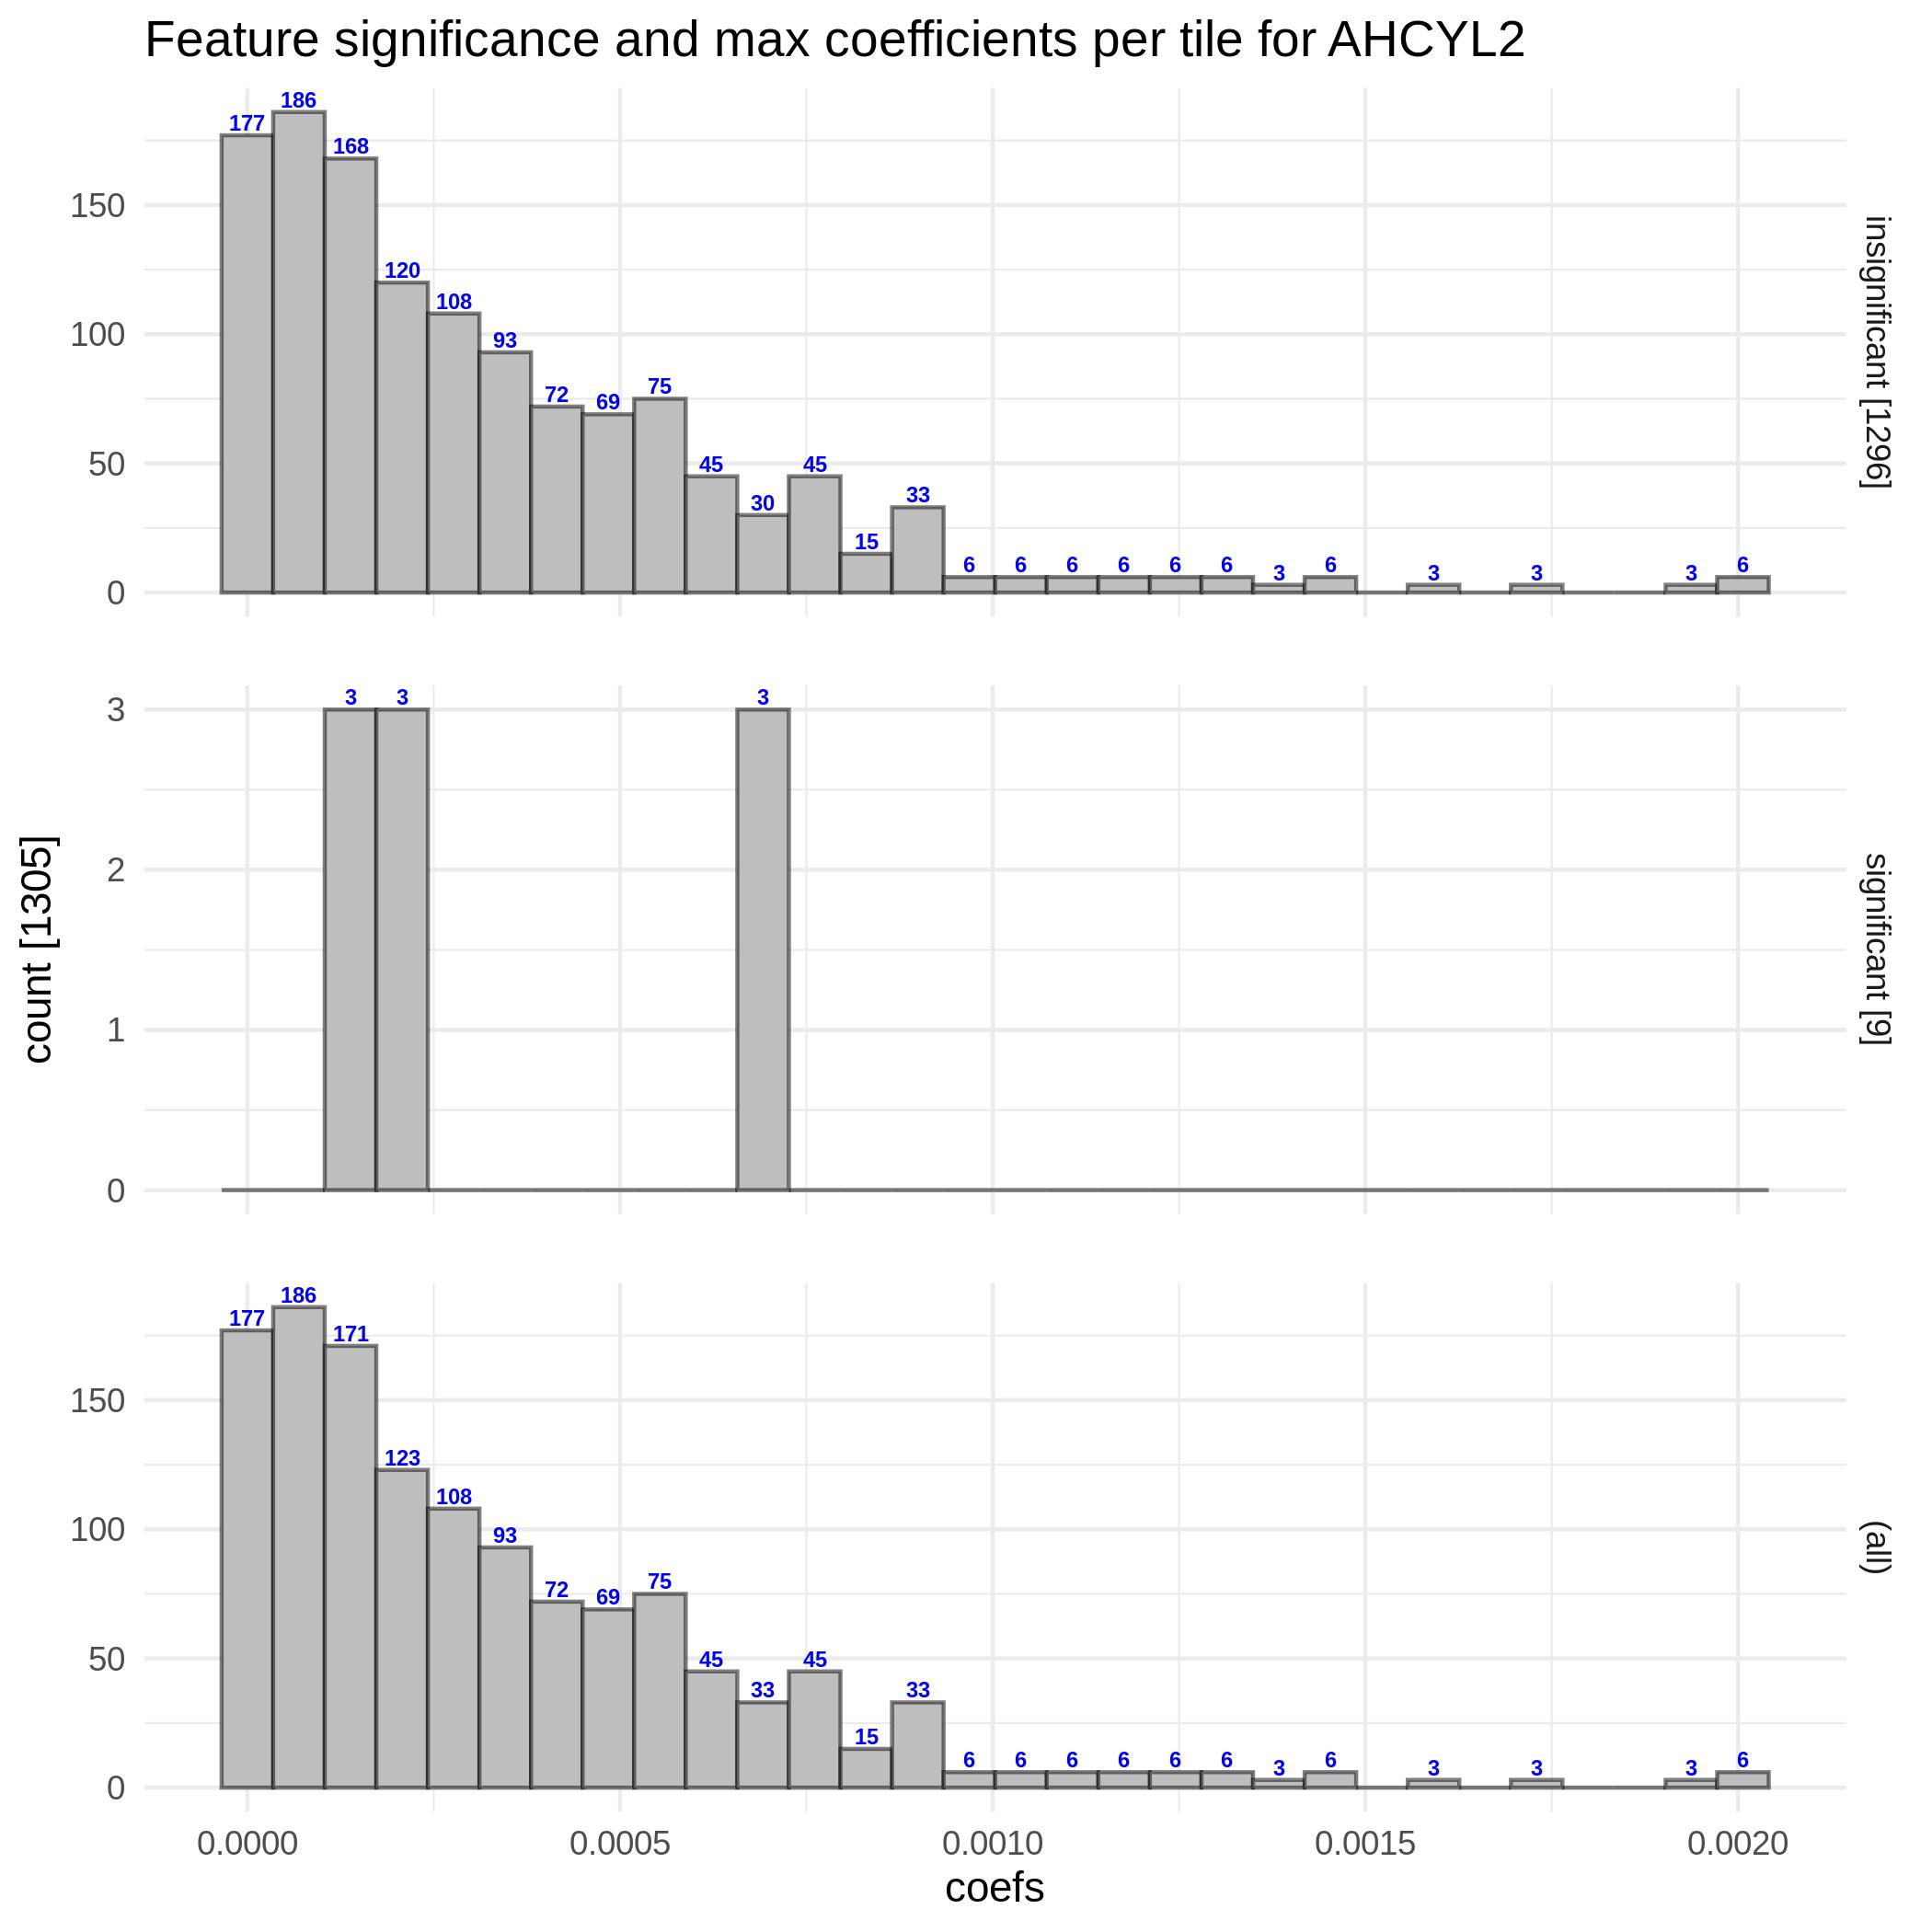 Feature significance and max coefficients per tile for AHCYL2
177 186 168 120 108 93 72 69 75 45 30 45 15 33 6 6 6 6 6 6 3 6 3 3 3 6
150
100
50
0
insignificant [1296]
3 3 3
3
2
1
0
significant [9]
count [1305]
177 186 171 123 108 93 72 69 75 45 33 45 15 33 6 6 6 6 6 6 3 6 3 3 3 6
150
100
50
0
(all)
0.0000 0.0005 0.0010 0.0015 0.0020
coefs